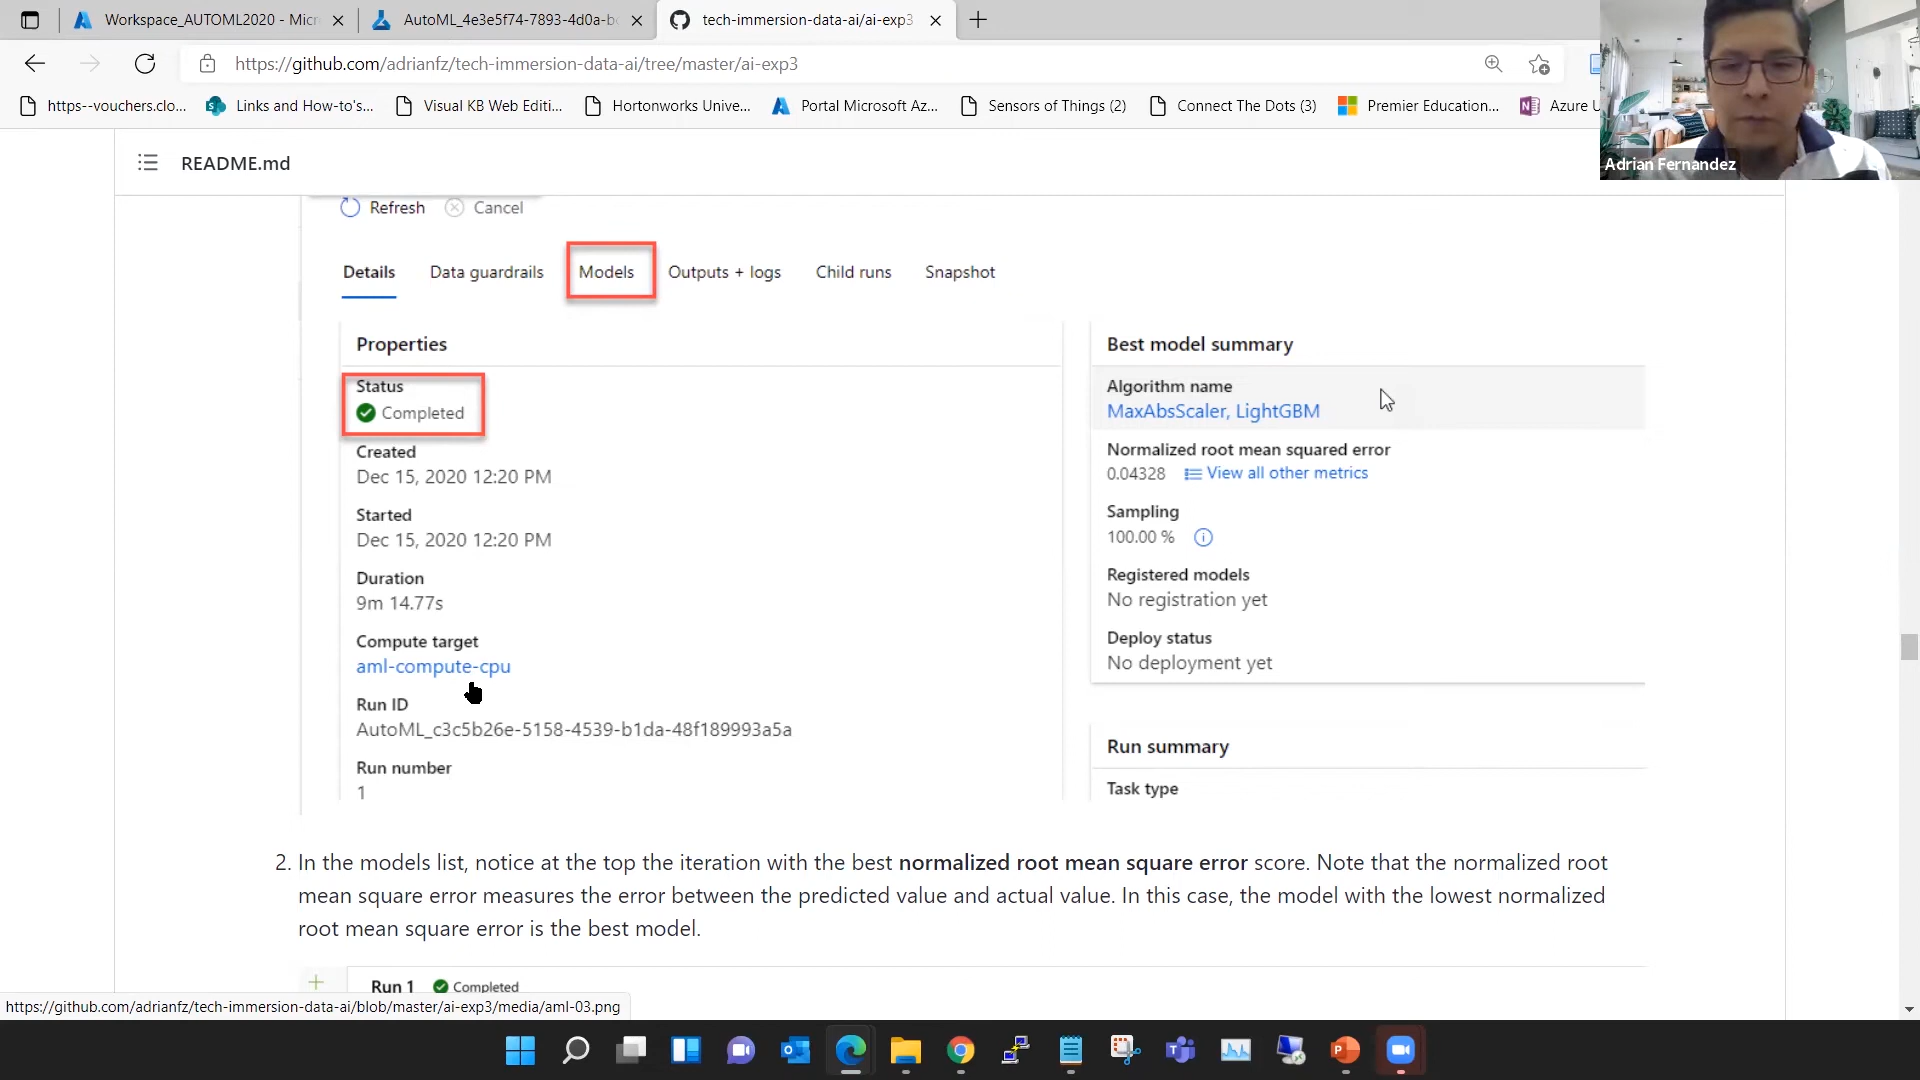 Workspace_AUTOML2020 - Micr
AutoML_4e3e5f74-7893-4d0a-bc
tech-immersion-data-ai/ai-exp3
https://github.com/adrianfz/tech-immersion-data-ai/tree/master/ai-exp3
https--vouchers.clo...
Links and How-to's...
Visual KB Web Editi...
Hortonworks Unive...
Portal Microsoft Az...
Sensors of Things (2)
Connect The Dots (3)
Premier Education...
Azure U
Adrian Fernandez
README.md
Refresh Cancel
Details Data guardrails Models Outputs + logs Child runs Snapshot
Properties
Status
Completed
Created
Dec 15, 2020 12:20 PM
Started
Dec 15, 2020 12:20 PM
Duration
9m 14.77s
Compute target
aml-compute-cpu
Run ID
AutoML_c3c5b26e-5158-4539-b1da-48f189993a5a
Run number
1
Best model summary
Algorithm name
MaxAbsScaler, LightGBM
Normalized root mean squared error
0.04328 View all other metrics
Sampling
100.00 %
Registered models
No registration yet
Deploy status
No deployment yet
Run summary
Task type
2. In the models list, notice at the top the iteration with the best normalized root mean square error score. Note that the normalized root
mean square error measures the error between the predicted value and actual value. In this case, the model with the lowest normalized
root mean square error is the best model.
Run 1 Completed
https://github.com/adrianfz/tech-immersion-data-ai/blob/master/ai-exp3/media/aml-03.png